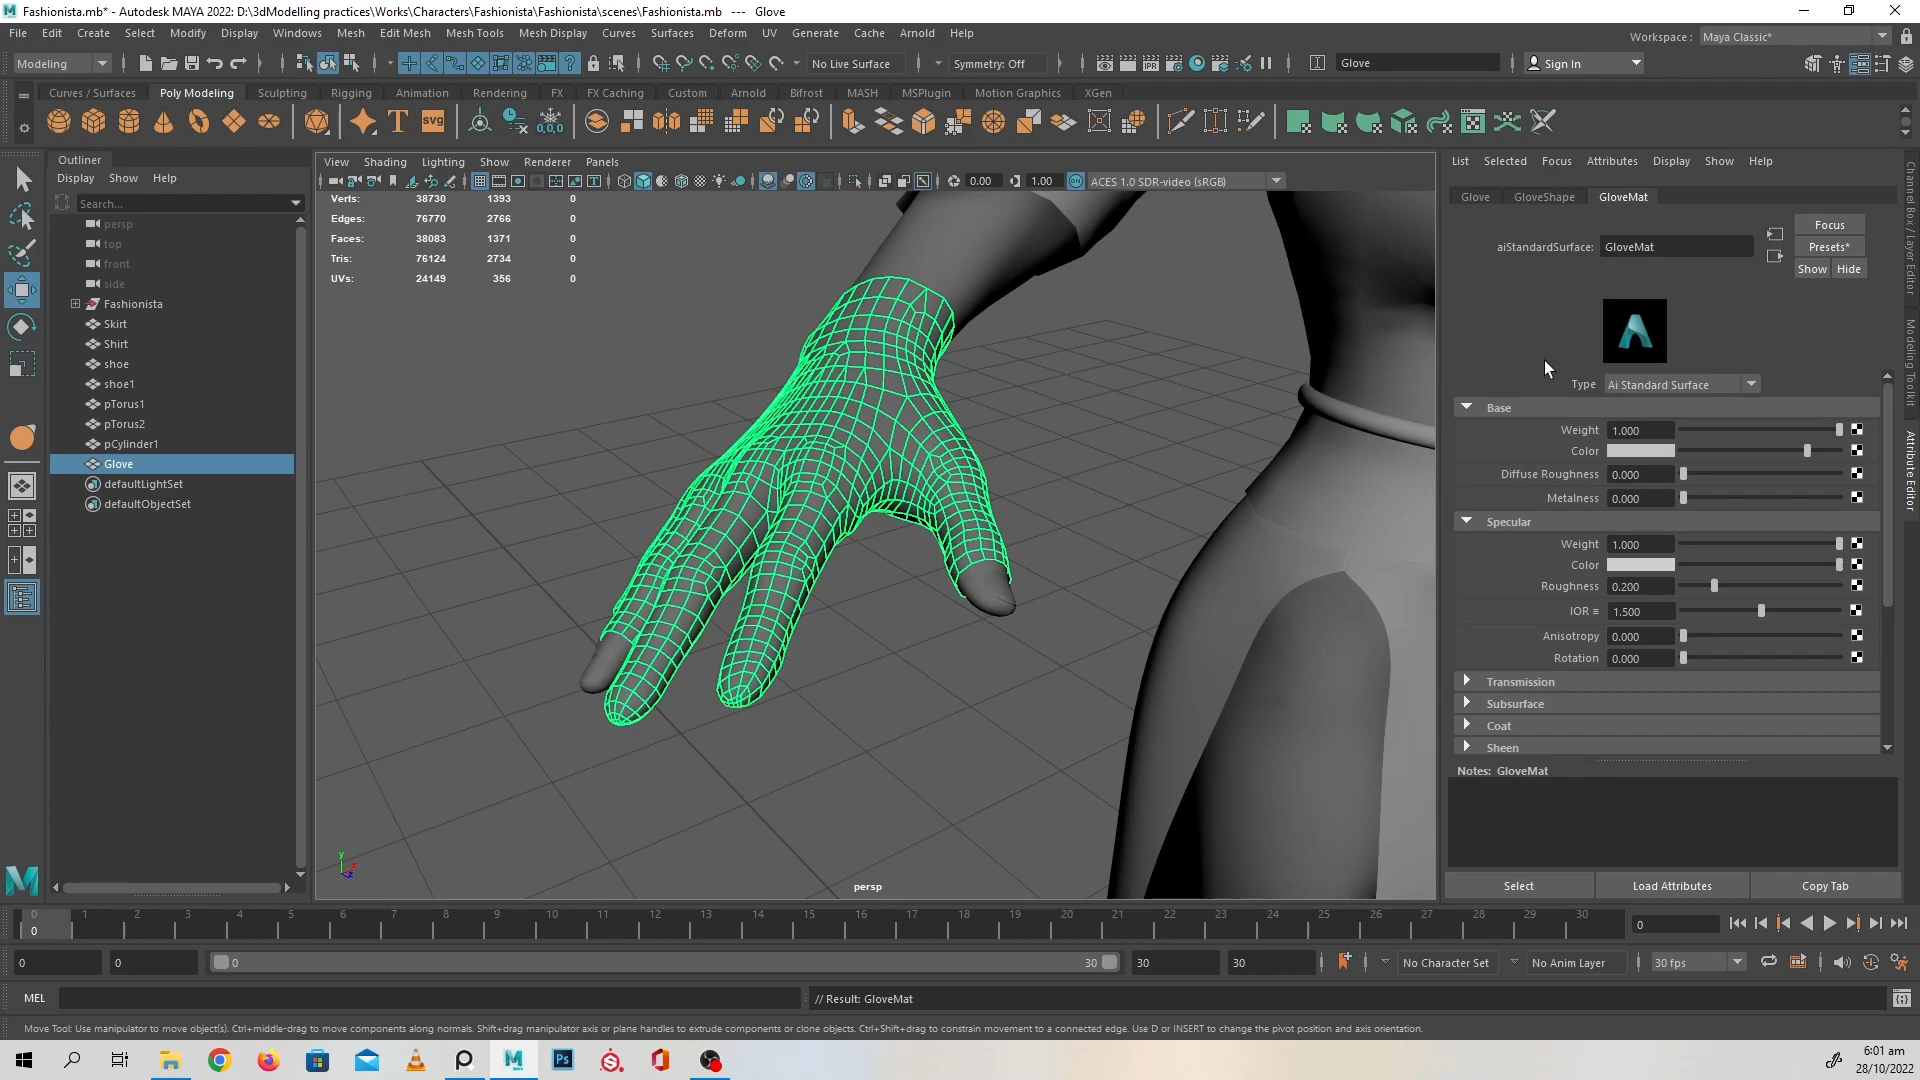 Fashionista.mb* - Autodesk MAYA 2022: D:\3dModelling practices\Works\Characters\Fashionista\Fashionista\scenes\Fashionista.mb --- Glove
File Edit Create Select Modify Display Windows Mesh Edit Mesh Mesh Tools Mesh Display Curves Surfaces Deform UV Generate Cache Arnold Help
Workspace : Maya Classic*
Modeling No Live Surface Symmetry: Off Glove Sign In
Curves / Surfaces Poly Modeling Sculpting Rigging Animation Rendering FX FX Caching Custom Arnold Bifrost MASH MSPlugin Motion Graphics XGen
T svg 0,0,0
Outliner
Display Show Help
Search...
persp
top
front
side
Fashionista
Skirt
Shirt
shoe
shoe1
pTorus1
pTorus2
pCylinder1
Glove
defaultLightSet
defaultObjectSet
View Shading Lighting Show Renderer Panels
0.00 1.00 ON ACES 1.0 SDR-video (sRGB)
Verts: 38730 1393 0
Edges: 76770 2766 0
Faces: 38083 1371 0
Tris: 76124 2734 0
UVs: 24149 356 0
y
x
z
persp
List Selected Focus Attributes Display Show Help
Glove GloveShape GloveMat
aiStandardSurface: GloveMat
Focus
Presets*
Show Hide
Type Ai Standard Surface
Base
Weight 1.000
Color
Diffuse Roughness 0.000
Metalness 0.000
Specular
Weight 1.000
Color
Roughness 0.200
IOR 1.500
Anisotropy 0.000
Rotation 0.000
Transmission
Subsurface
Coat
Sheen
Notes: GloveMat
Select Load Attributes Copy Tab
Channel Box / Layer Editor
Modeling Toolkit
Attribute Editor
0 1 2 3 4 5 6 7 8 9 10 11 12 13 14 15 16 17 18 19 20 21 22 23 24 25 26 27 28 29 30
0 0
0 0 0 30 30 30 No Character Set No Anim Layer 30 fps
MEL // Result: GloveMat
Move Tool: Use manipulator to move object(s). Ctrl+middle-drag to move components along normals. Shift+drag manipulator axis or plane handles to extrude components or clone objects. Ctrl+Shift+drag to constrain movement to a connected edge. Use D or INSERT to change the pivot position and axis orientation.
Ps
6:01 am
28/10/2022